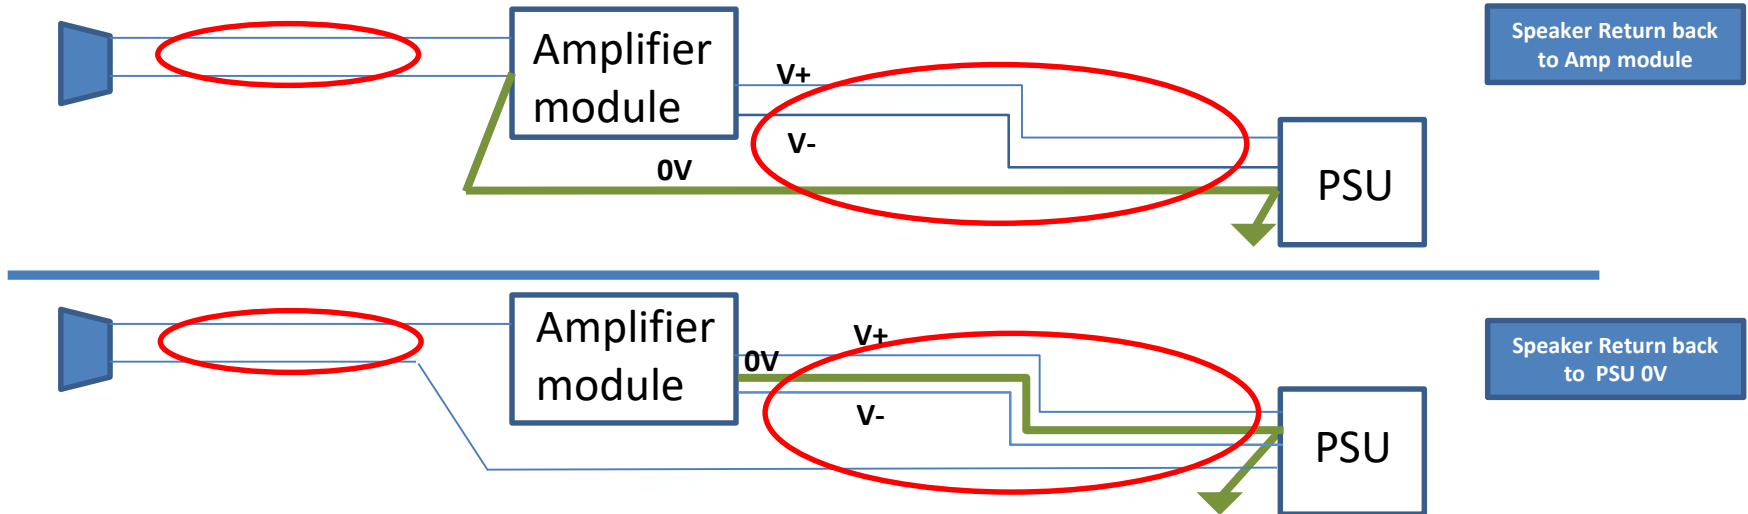 Amplifier
module
V+
V-
0V
PSU
Speaker Return back
to Amp module
Amplifier
module
V+
0V
V-
PSU
Speaker Return back
to PSU 0V